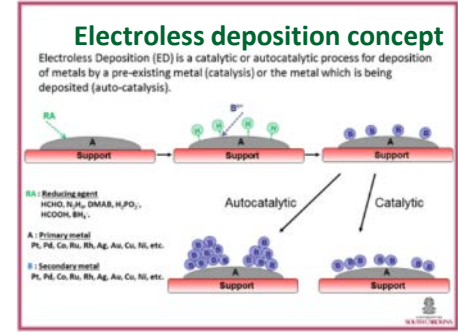 Electroless deposition concept
Electroless Deposition (ED) is a catalytic or autocatalytic process for deposition
of metals by a pre-existing metal (catalysis) or the metal which is being
deposited (auto-catalysis).
RA
Bⁿ⁺
H H H H
A
Support
A
Support
B B B B
A
Support
RA : Reducing agent
HCHO, N₂H₄, DMAB, H₂PO₂⁻,
HCOOH, BH₄⁻.
A : Primary metal
Pt, Pd, Co, Ru, Rh, Ag, Au, Cu, Ni, etc.
B : Secondary metal
Pt, Pd, Co, Ru, Rh, Ag, Au, Cu, Ni, etc.
Autocatalytic
Catalytic
A
Support
A
Support
SOUTH CAROLINA